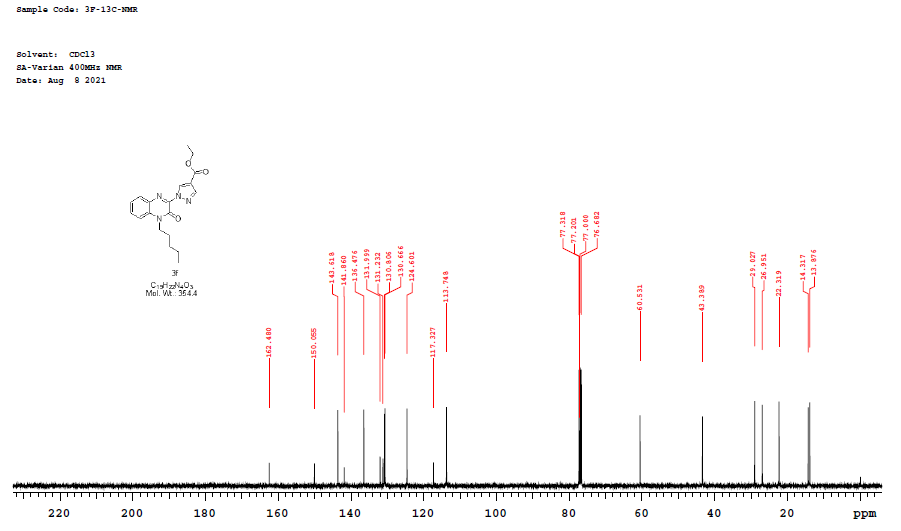 Sample Code: 3F-13C-NMR
Solvent: CDCl3
SA-Varian 400MHz NMR
Date: Aug 8 2021
O
O
N
N
N
N
O
3f
C19H22N4O3
Mol. Wt.: 354.4
162.480
150.055
143.618
141.860
136.476
131.999
131.232
130.806
130.666
124.601
117.327
113.748
77.318
77.201
77.000
76.682
60.531
43.389
29.027
26.951
22.319
14.317
13.976
220 200 180 160 140 120 100 80 60 40 20 ppm